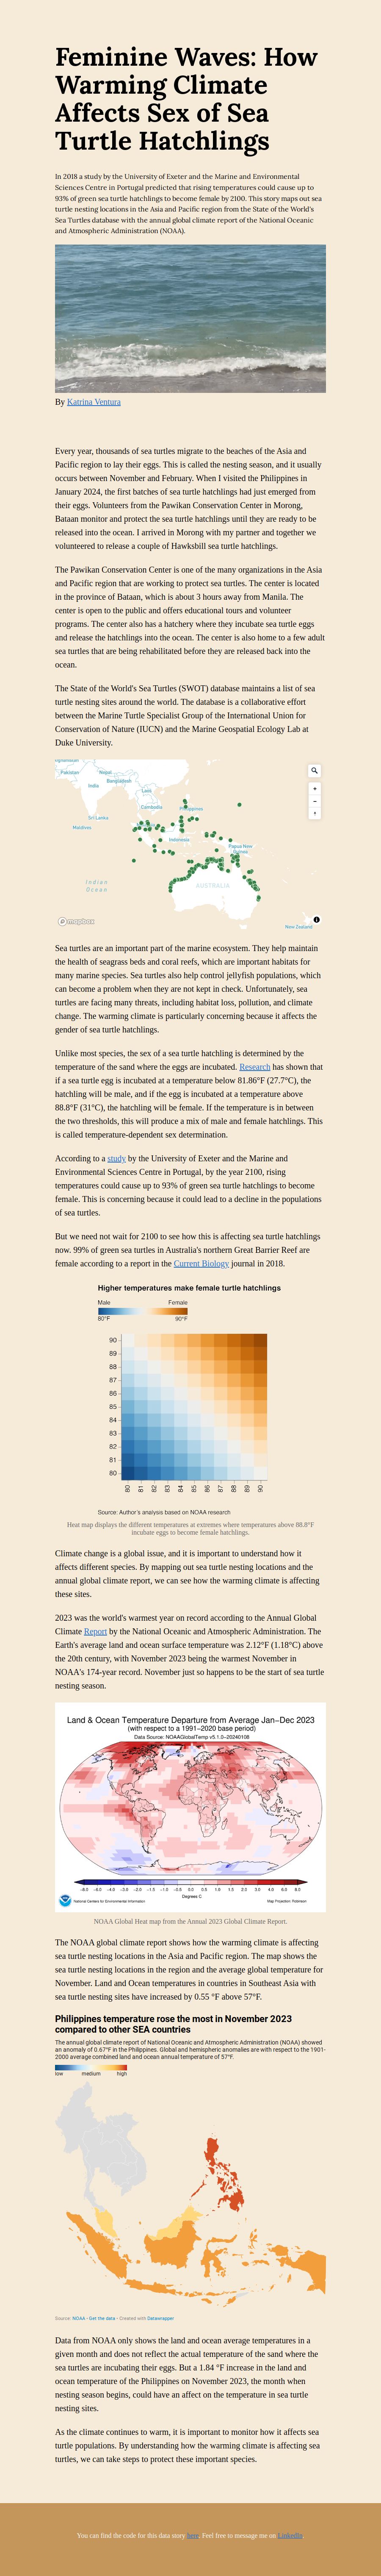 Feminine Waves: How
Warming Climate
Affects Sex of Sea
Turtle Hatchlings
In 2018 a study by the University of Exeter and the Marine and Environmental
Sciences Centre in Portugal predicted that rising temperatures could cause up to
93% of green sea turtle hatchlings to become female by 2100. This story maps out sea
turtle nesting locations in the Asia and Pacific region from the State of the World's
Sea Turtles database with the annual global climate report of the National Oceanic
and Atmospheric Administration (NOAA).
By Katrina Ventura
Every year, thousands of sea turtles migrate to the beaches of the Asia and
Pacific region to lay their eggs. This is called the nesting season, and it usually
occurs between November and February. When I visited the Philippines in
January 2024, the first batches of sea turtle hatchlings had just emerged from
their eggs. Volunteers from the Pawikan Conservation Center in Morong,
Bataan monitor and protect the sea turtle hatchlings until they are ready to be
released into the ocean. I arrived in Morong with my partner and together we
volunteered to release a couple of Hawksbill sea turtle hatchlings.
The Pawikan Conservation Center is one of the many organizations in the Asia
and Pacific region that are working to protect sea turtles. The center is located
in the province of Bataan, which is about 3 hours away from Manila. The
center is open to the public and offers educational tours and volunteer
programs. The center also has a hatchery where they incubate sea turtle eggs
and release the hatchlings into the ocean. The center is also home to a few adult
sea turtles that are being rehabilitated before they are released back into the
ocean.
The State of the World's Sea Turtles (SWOT) database maintains a list of sea
turtle nesting sites around the world. The database is a collaborative effort
between the Marine Turtle Specialist Group of the International Union for
Conservation of Nature (IUCN) and the Marine Geospatial Ecology Lab at
Duke University.
Pakistan
Nepal
Bangladesh
India
Laos
Cambodia
Philippines
Sri Lanka
Maldives
Indonesia
Papua New
Guinea
Indian
Ocean
AUSTRALIA
mapbox
New Zealand
Sea turtles are an important part of the marine ecosystem. They help maintain
the health of seagrass beds and coral reefs, which are important habitats for
many marine species. Sea turtles also help control jellyfish populations, which
can become a problem when they are not kept in check. Unfortunately, sea
turtles are facing many threats, including habitat loss, pollution, and climate
change. The warming climate is particularly concerning because it affects the
gender of sea turtle hatchlings.
Unlike most species, the sex of a sea turtle hatchling is determined by the
temperature of the sand where the eggs are incubated. Research has shown that
if a sea turtle egg is incubated at a temperature below 81.86°F (27.7°C), the
hatchling will be male, and if the egg is incubated at a temperature above
88.8°F (31°C), the hatchling will be female. If the temperature is in between
the two thresholds, this will produce a mix of male and female hatchlings. This
is called temperature-dependent sex determination.
According to a study by the University of Exeter and the Marine and
Environmental Sciences Centre in Portugal, by the year 2100, rising
temperatures could cause up to 93% of green sea turtle hatchlings to become
female. This is concerning because it could lead to a decline in the populations
of sea turtles.
But we need not wait for 2100 to see how this is affecting sea turtle hatchlings
now. 99% of green sea turtles in Australia's northern Great Barrier Reef are
female according to a report in the Current Biology journal in 2018.
Higher temperatures make female turtle hatchlings
Male Female
80°F 90°F
90
89
88
87
86
85
84
83
82
81
80
80 81 82 83 84 85 86 87 88 89 90
Source: Author's analysis based on NOAA research
Heat map displays the different temperatures at extremes where temperatures above 88.8°F
incubate eggs to become female hatchlings.
Climate change is a global issue, and it is important to understand how it
affects different species. By mapping out sea turtle nesting locations and the
annual global climate report, we can see how the warming climate is affecting
these sites.
2023 was the world's warmest year on record according to the Annual Global
Climate Report by the National Oceanic and Atmospheric Administration. The
Earth's average land and ocean surface temperature was 2.12°F (1.18°C) above
the 20th century, with November 2023 being the warmest November in
NOAA's 174-year record. November just so happens to be the start of sea turtle
nesting season.
Land & Ocean Temperature Departure from Average Jan–Dec 2023
(with respect to a 1991–2020 base period)
Data Source: NOAAGlobalTemp v5.1.0–20240108
Degrees C
National Centers for Environmental Information
Map Projection: Robinson
NOAA Global Heat map from the Annual 2023 Global Climate Report.
The NOAA global climate report shows how the warming climate is affecting
sea turtle nesting locations in the Asia and Pacific region. The map shows the
sea turtle nesting locations in the region and the average global temperature for
November. Land and Ocean temperatures in countries in Southeast Asia with
sea turtle nesting sites have increased by 0.55 °F above 57°F.
Philippines temperature rose the most in November 2023
compared to other SEA countries
The annual global climate report of National Oceanic and Atmospheric Administration (NOAA) showed
an anomaly of 0.67°F in the Philippines. Global and hemispheric anomalies are with respect to the 1901-
2000 average combined land and ocean annual temperature of 57°F.
low medium high
Source: NOAA • Get the data • Created with Datawrapper
Data from NOAA only shows the land and ocean average temperatures in a
given month and does not reflect the actual temperature of the sand where the
sea turtles are incubating their eggs. But a 1.84 °F increase in the land and
ocean temperature of the Philippines on November 2023, the month when
nesting season begins, could have an affect on the temperature in sea turtle
nesting sites.
As the climate continues to warm, it is important to monitor how it affects sea
turtle populations. By understanding how the warming climate is affecting sea
turtles, we can take steps to protect these important species.
You can find the code for this data story here. Feel free to message me on LinkedIn.